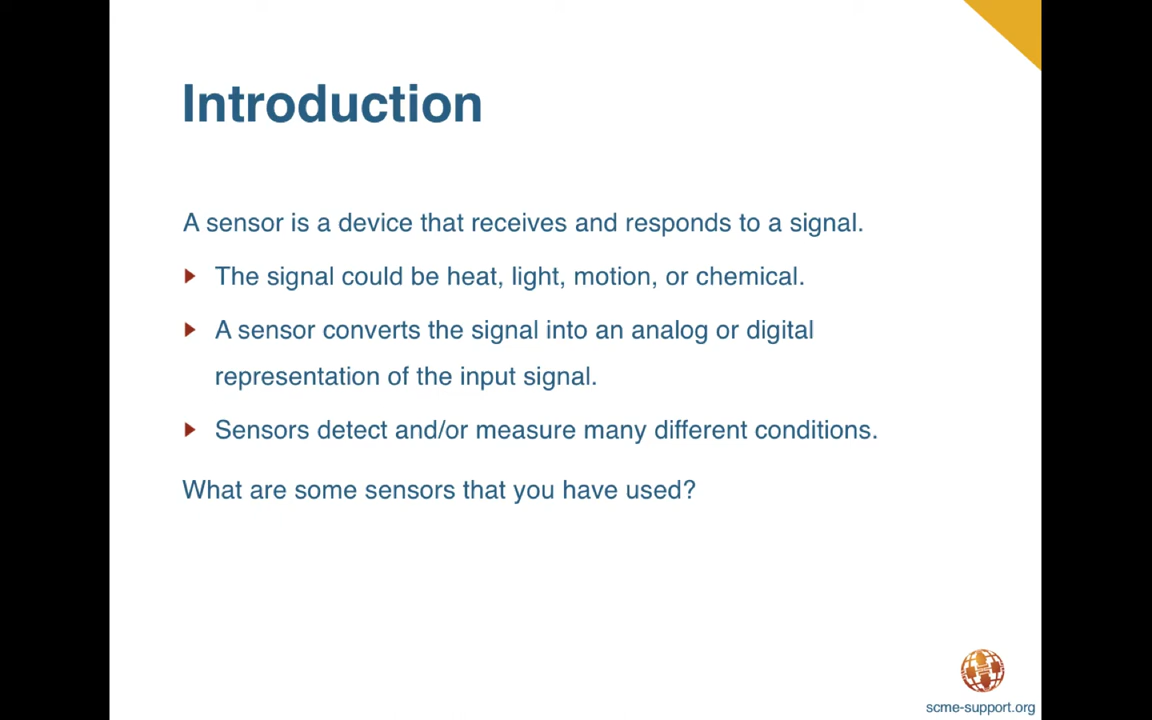 Introduction
A sensor is a device that receives and responds to a signal.
The signal could be heat, light, motion, or chemical.
A sensor converts the signal into an analog or digital
representation of the input signal.
Sensors detect and/or measure many different conditions.
What are some sensors that you have used?
scme-support.org